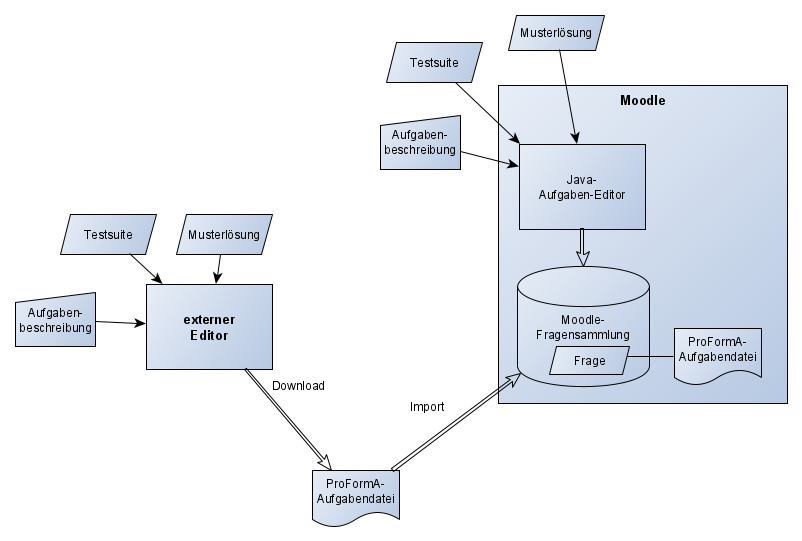 Musterlösung
Testsuite
Moodle
Aufgaben-
beschreibung
Java-
Aufgaben-Editor
Testsuite
Musterlösung
Aufgaben-
beschreibung
externer
Editor
Moodle-
Fragensammlung
Frage
ProFormA-
Aufgabendatei
Download
Import
ProFormA-
Aufgabendatei